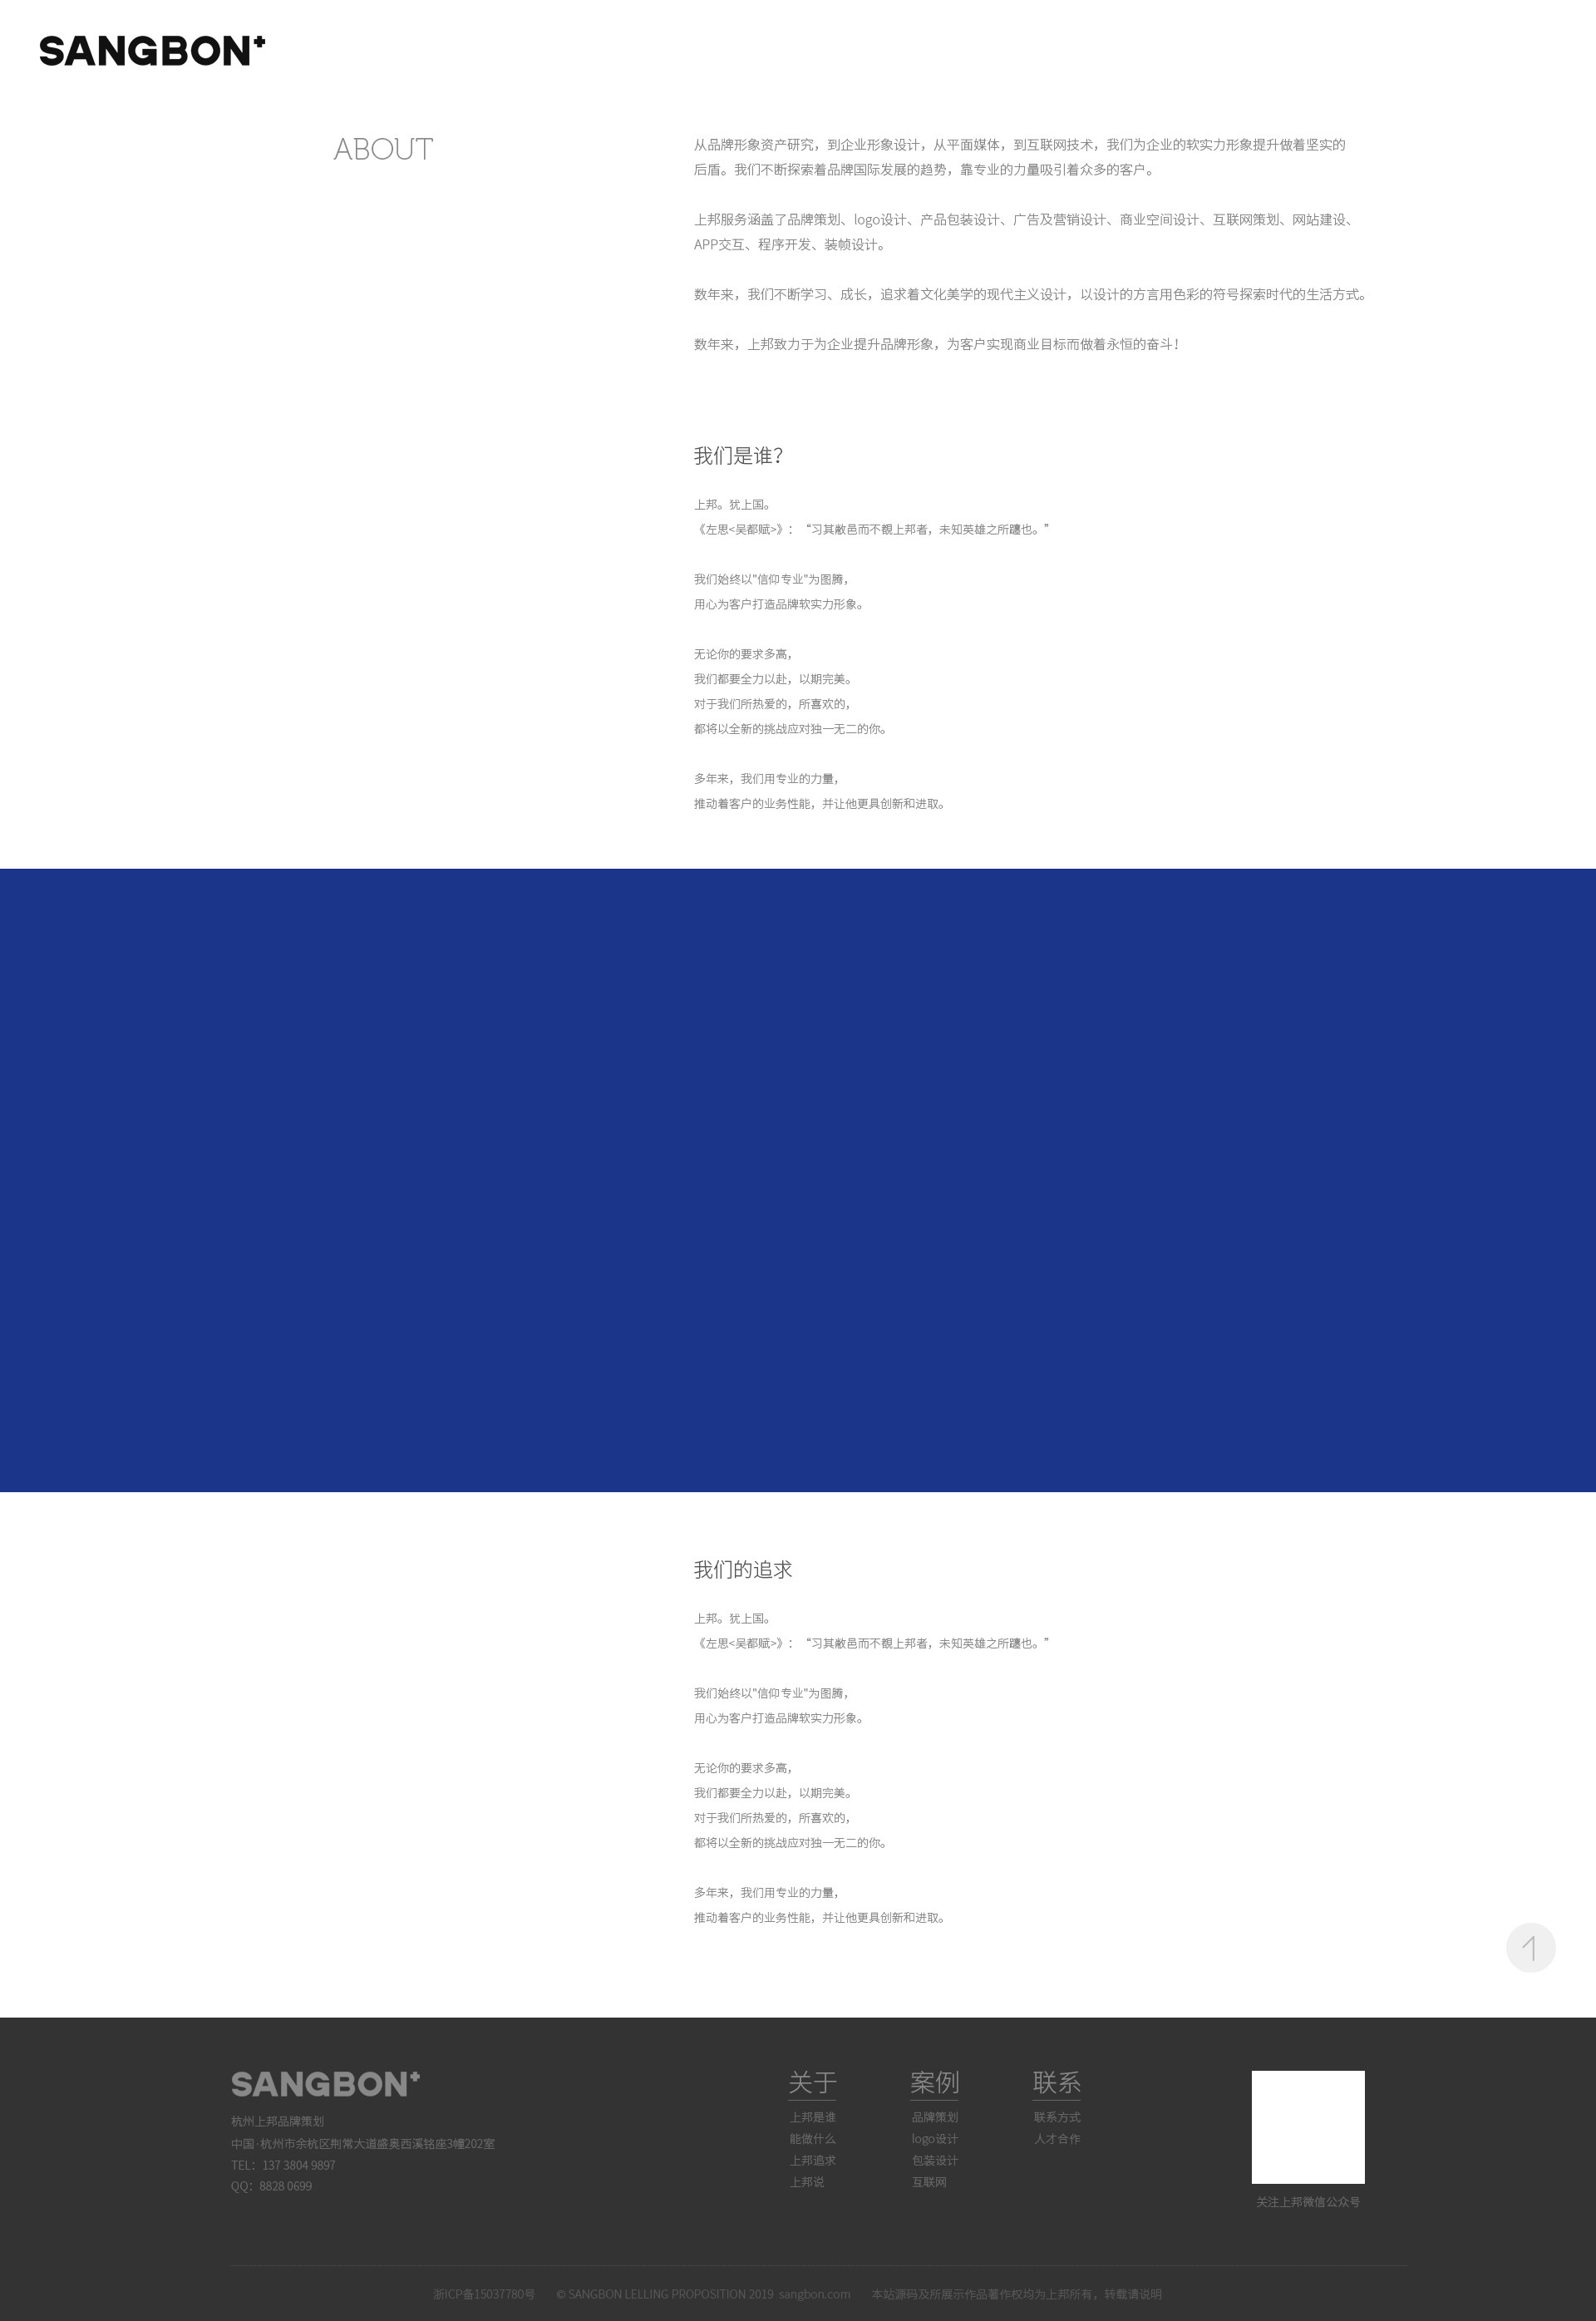 SANGBON+
ABOUT
从品牌形象资产研究，到企业形象设计，从平面媒体，到互联网技术，我们为企业的软实力形象提升做着坚实的
后盾。我们不断探索着品牌国际发展的趋势，靠专业的力量吸引着众多的客户。
上邦服务涵盖了品牌策划、logo设计、产品包装设计、广告及营销设计、商业空间设计、互联网策划、网站建设、
APP交互、程序开发、装帧设计。
数年来，我们不断学习、成长，追求着文化美学的现代主义设计，以设计的方言用色彩的符号探索时代的生活方式。
数年来，上邦致力于为企业提升品牌形象，为客户实现商业目标而做着永恒的奋斗！
我们是谁？
上邦。犹上国。
《左思<吴都赋>》：“习其敝邑而不覩上邦者，未知英雄之所躔也。”
我们始终以"信仰专业"为图腾，
用心为客户打造品牌软实力形象。
无论你的要求多高，
我们都要全力以赴，以期完美。
对于我们所热爱的，所喜欢的，
都将以全新的挑战应对独一无二的你。
多年来，我们用专业的力量，
推动着客户的业务性能，并让他更具创新和进取。
我们的追求
上邦。犹上国。
《左思<吴都赋>》：“习其敝邑而不覩上邦者，未知英雄之所躔也。”
我们始终以"信仰专业"为图腾，
用心为客户打造品牌软实力形象。
无论你的要求多高，
我们都要全力以赴，以期完美。
对于我们所热爱的，所喜欢的，
都将以全新的挑战应对独一无二的你。
多年来，我们用专业的力量，
推动着客户的业务性能，并让他更具创新和进取。
SANGBON+
杭州上邦品牌策划
中国·杭州市余杭区荆常大道盛奥西溪铭座3幢202室
TEL：137 3804 9897
QQ：8828 0699
关于
上邦是谁
能做什么
上邦追求
上邦说
案例
品牌策划
logo设计
包装设计
互联网
联系
联系方式
人才合作
关注上邦微信公众号
浙ICP备15037780号 © SANGBON LELLING PROPOSITION 2019 sangbon.com 本站源码及所展示作品著作权均为上邦所有，转载请说明